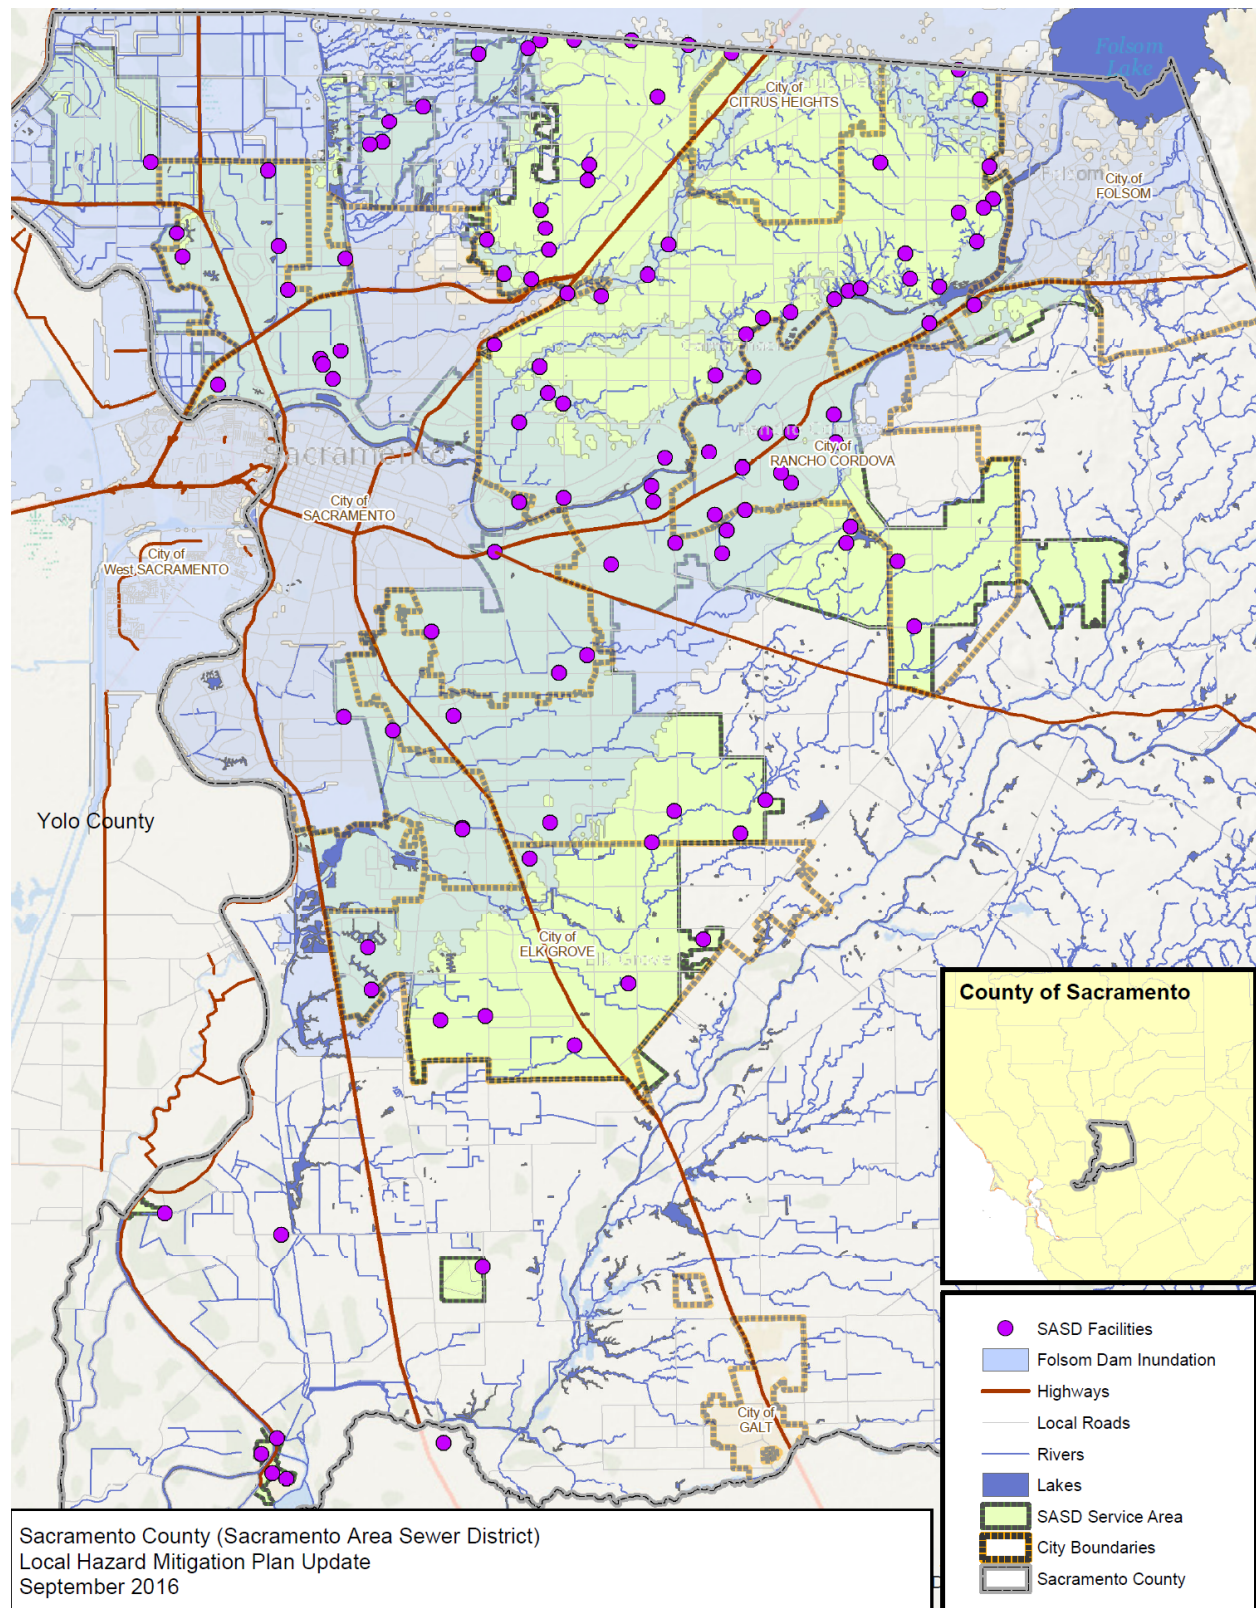 Folsom
Lake
City of
CITRUS HEIGHTS
Folsom
City of
FOLSOM
City of
RANCHO CORDOVA
Sacramento
City of
SACRAMENTO
City of
West SACRAMENTO
Yolo County
City of
ELK GROVE
Elk Grove
County of Sacramento
City of
GALT
SASD Facilities
Folsom Dam Inundation
Highways
Local Roads
Rivers
Lakes
SASD Service Area
City Boundaries
Sacramento County
Sacramento County (Sacramento Area Sewer District)
Local Hazard Mitigation Plan Update
September 2016